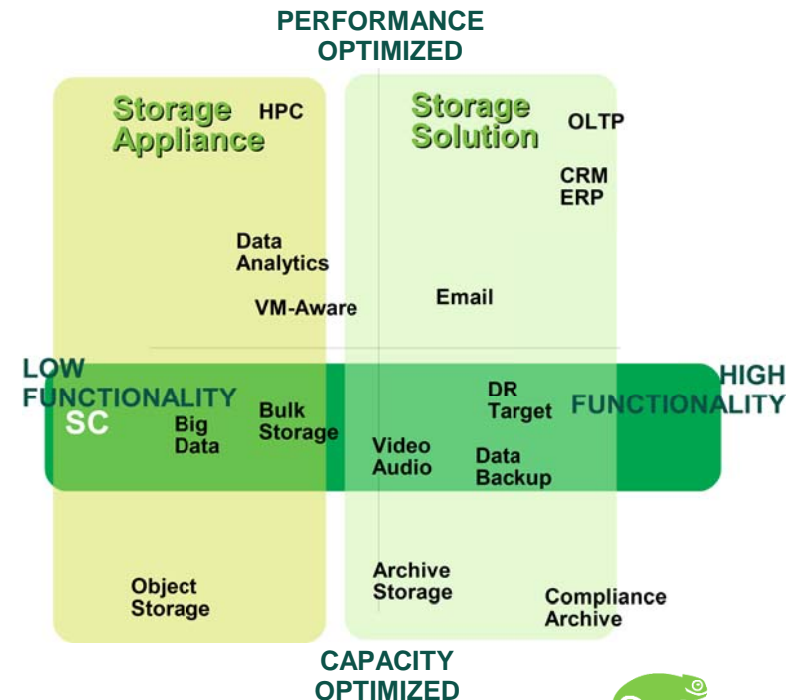 PERFORMANCE
OPTIMIZED
Storage
Appliance
HPC
Storage
Solution
OLTP
CRM
ERP
Data
Analytics
VM-Aware
Email
LOW
FUNCTIONALITY
HIGH
FUNCTIONALITY
SC
Big
Data
Bulk
Storage
DR
Target
Video
Audio
Data
Backup
Object
Storage
Archive
Storage
Compliance
Archive
CAPACITY
OPTIMIZED